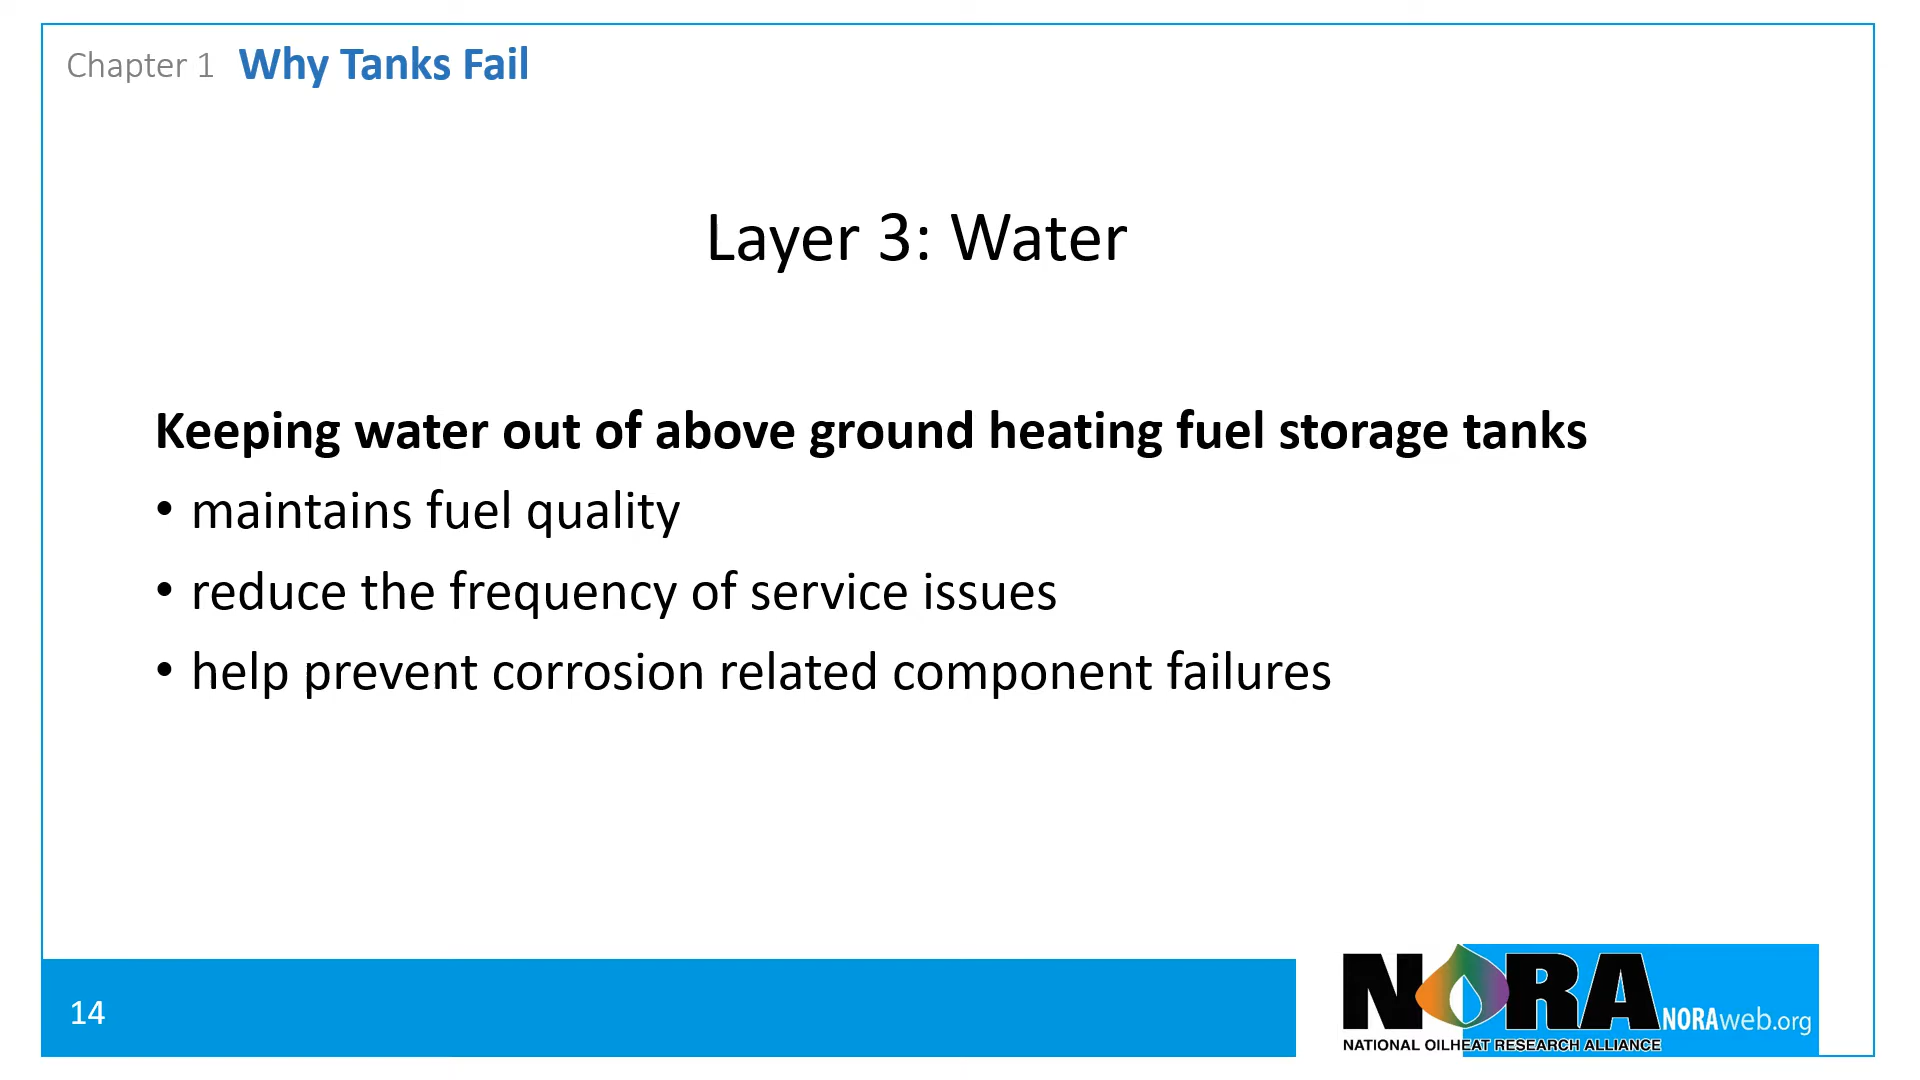 Chapter 1 Why Tanks Fail
Layer 3: Water
Keeping water out of above ground heating fuel storage tanks
• maintains fuel quality
• reduce the frequency of service issues
• help prevent corrosion related component failures
14
NORA
NORAweb.org
NATIONAL OILHEAT RESEARCH ALLIANCE